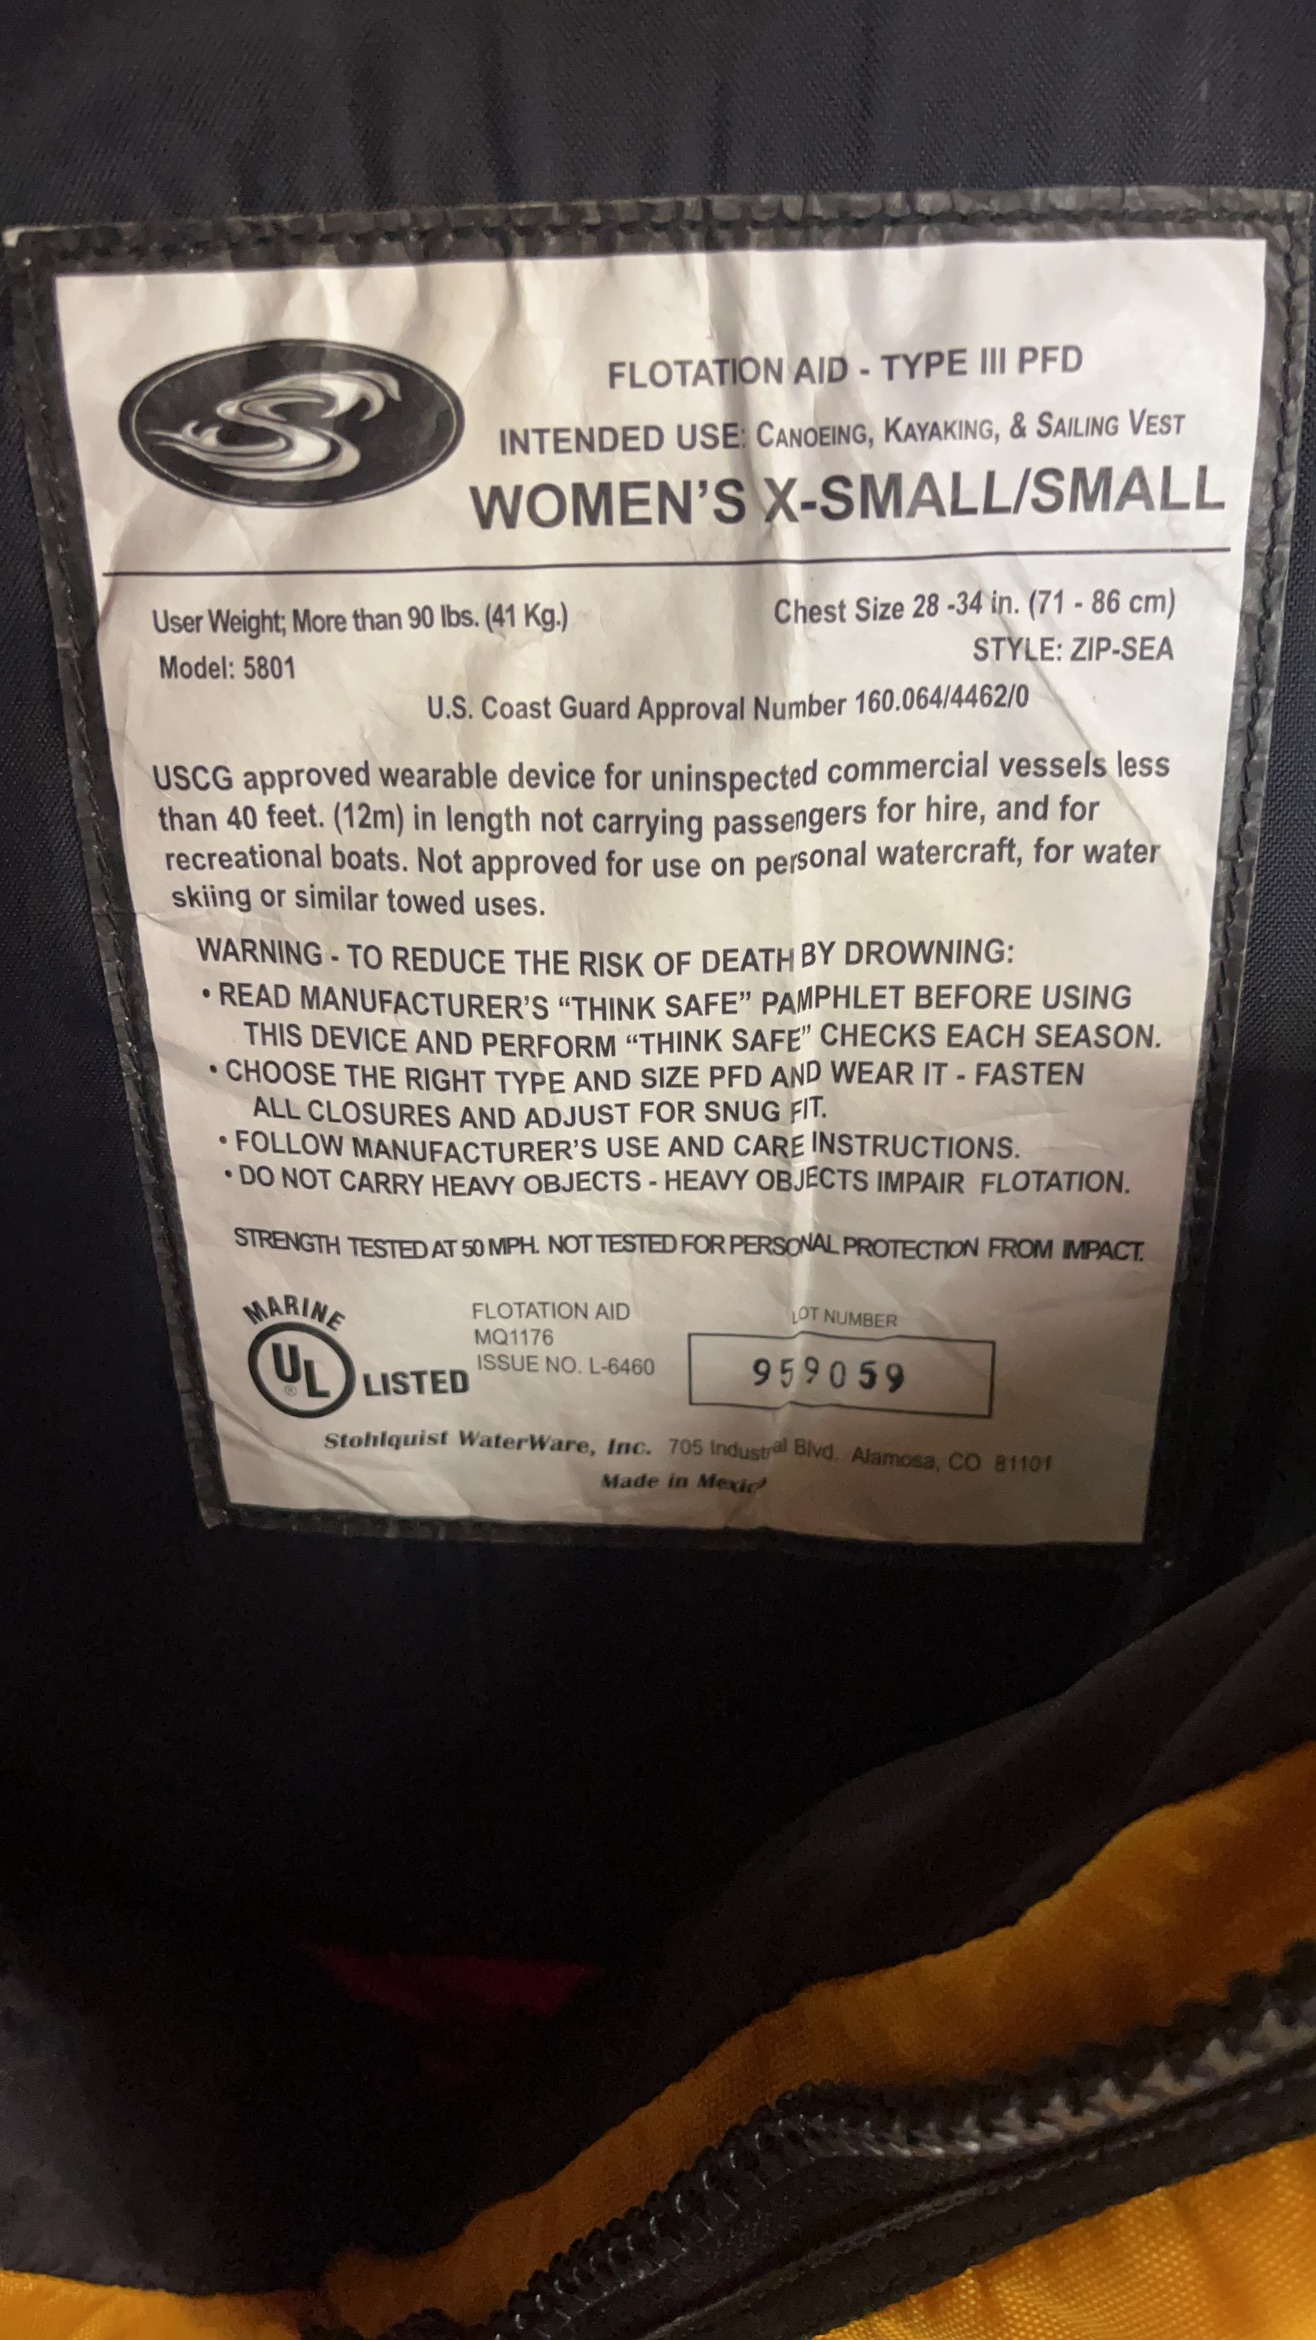 FLOTATION AID - TYPE III PFD
INTENDED USE: CANOEING, KAYAKING, & SAILING VEST
WOMEN'S X-SMALL/SMALL
User Weight; More than 90 lbs. (41 Kg.)
Chest Size 28 -34 in. (71 - 86 cm)
Model: 5801
STYLE: ZIP-SEA
U.S. Coast Guard Approval Number 160.064/4462/0
USCG approved wearable device for uninspected commercial vessels less
than 40 feet. (12m) in length not carrying passengers for hire, and for
recreational boats. Not approved for use on personal watercraft, for water
skiing or similar towed uses.
WARNING - TO REDUCE THE RISK OF DEATH BY DROWNING:
• READ MANUFACTURER'S “THINK SAFE” PAMPHLET BEFORE USING
THIS DEVICE AND PERFORM “THINK SAFE” CHECKS EACH SEASON.
• CHOOSE THE RIGHT TYPE AND SIZE PFD AND WEAR IT - FASTEN
ALL CLOSURES AND ADJUST FOR SNUG FIT.
• FOLLOW MANUFACTURER'S USE AND CARE INSTRUCTIONS.
• DO NOT CARRY HEAVY OBJECTS - HEAVY OBJECTS IMPAIR FLOTATION.
STRENGTH TESTED AT 50 MPH. NOT TESTED FOR PERSONAL PROTECTION FROM IMPACT.
MARINE
UL ®
LISTED
FLOTATION AID
MQ1176
ISSUE NO. L-6460
LOT NUMBER
959059
Stohlquist WaterWare, Inc. 705 Industrial Blvd. Alamosa, CO 81101
Made in Mexico